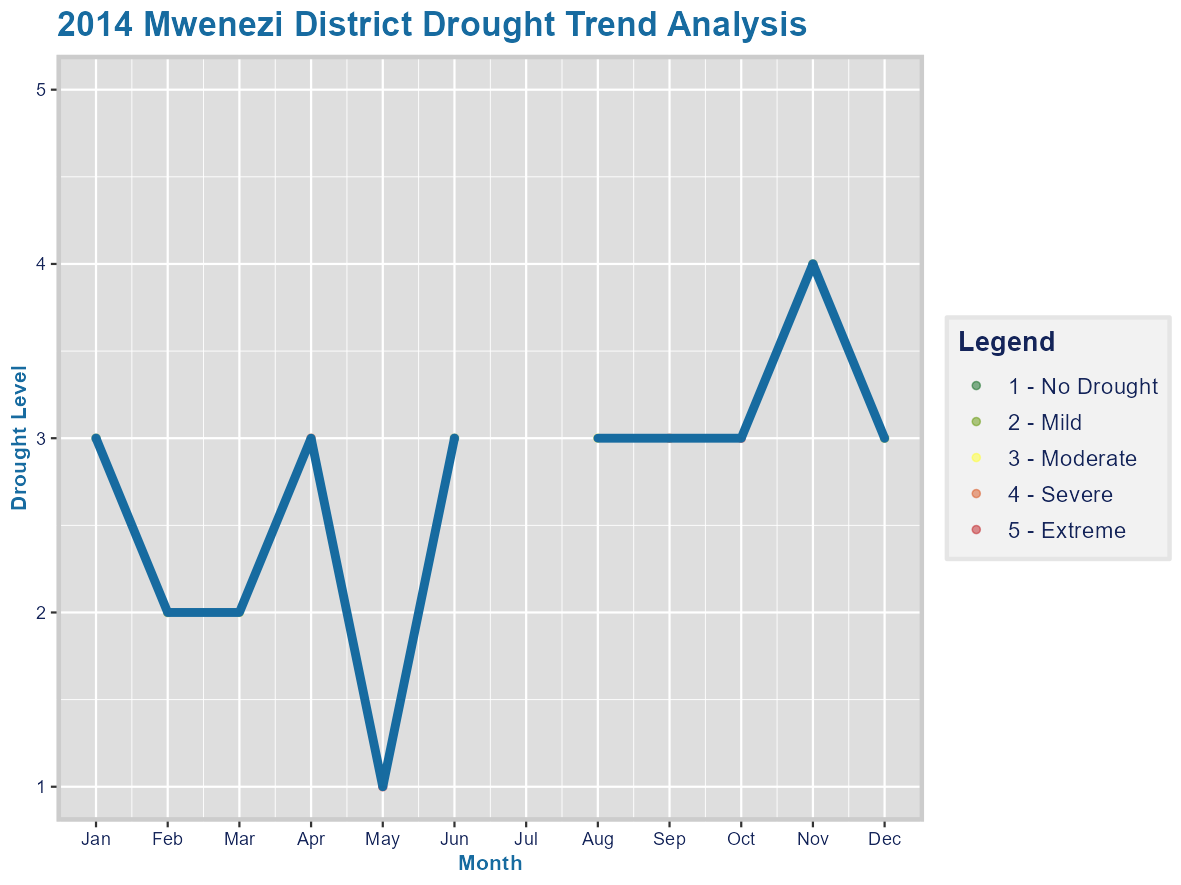 2014 Mwenezi District Drought Trend Analysis
Drought Level
5
4
3
2
1
Jan Feb Mar Apr May Jun Jul Aug Sep Oct Nov Dec
Month
Legend
1 - No Drought
2 - Mild
3 - Moderate
4 - Severe
5 - Extreme